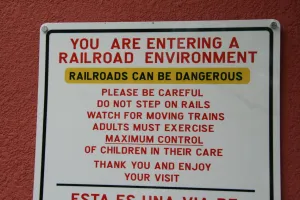 YOU ARE ENTERING A
RAILROAD ENVIRONMENT
RAILROADS CAN BE DANGEROUS
PLEASE BE CAREFUL
DO NOT STEP ON RAILS
WATCH FOR MOVING TRAINS
ADULTS MUST EXERCISE
MAXIMUM CONTROL
OF CHILDREN IN THEIR CARE
THANK YOU AND ENJOY
YOUR VISIT
ESTA ES UNA VIA DE